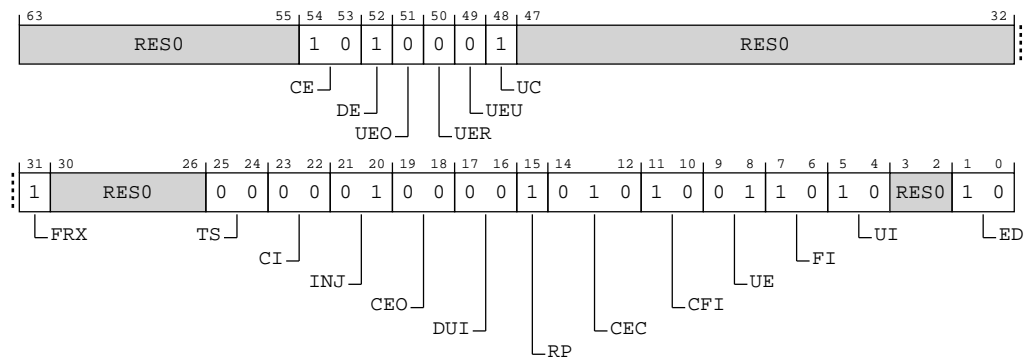 63 55 54 53 52 51 50 49 48 47 32
RES0 1 0 1 0 0 0 1 RES0
CE UC
DE UEU
UEO UER
31 30 26 25 24 23 22 21 20 19 18 17 16 15 14 12 11 10 9 8 7 6 5 4 3 2 1 0
1 RES0 0 0 0 0 0 1 0 0 0 0 1 0 1 0 1 0 0 1 1 0 1 0 RES0 1 0
FRX TS UI ED
CI FI
INJ UE
CEO CFI
DUI CEC
RP